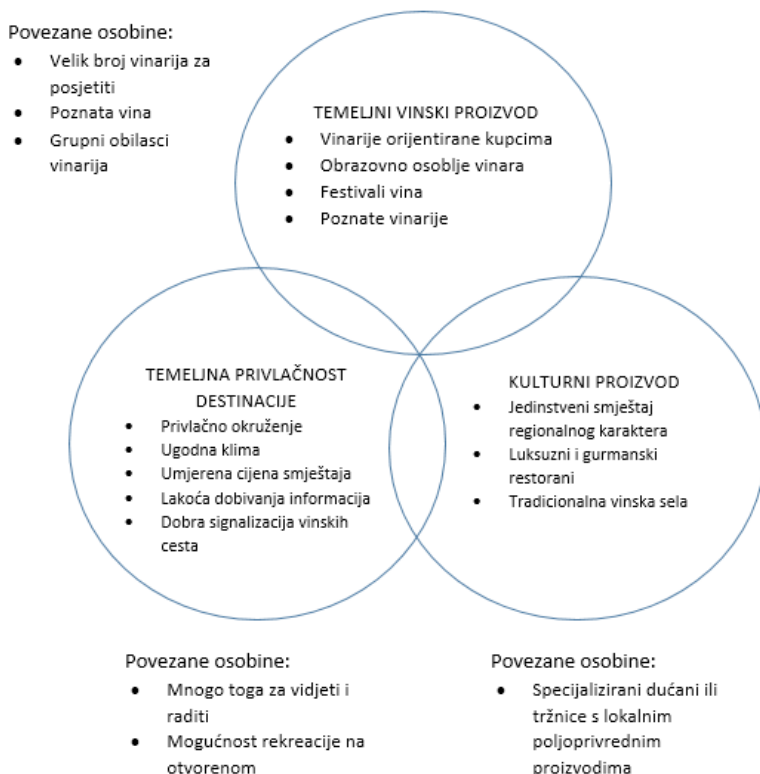 Povezane osobine:
• Velik broj vinarija za
posjetiti
• Poznata vina
• Grupni obilasci
vinarija
TEMELJNI VINSKI PROIZVOD
• Vinarije orijentirane kupcima
• Obrazovno osoblje vinara
• Festivali vina
• Poznate vinarije
TEMELJNA PRIVLAČNOST
DESTINACIJE
• Privlačno okruženje
• Ugodna klima
• Umjerena cijena smještaja
• Lakoća dobivanja informacija
• Dobra signalizacija vinskih
cesta
KULTURNI PROIZVOD
• Jedinstveni smještaj
regionalnog karaktera
• Luksuzni i gurmanski
restorani
• Tradicionalna vinska sela
Povezane osobine:
• Mnogo toga za vidjeti i
raditi
• Mogućnost rekreacije na
otvorenom
Povezane osobine:
• Specijalizirani dućani ili
tržnice s lokalnim
poljoprivrednim
proizvodima